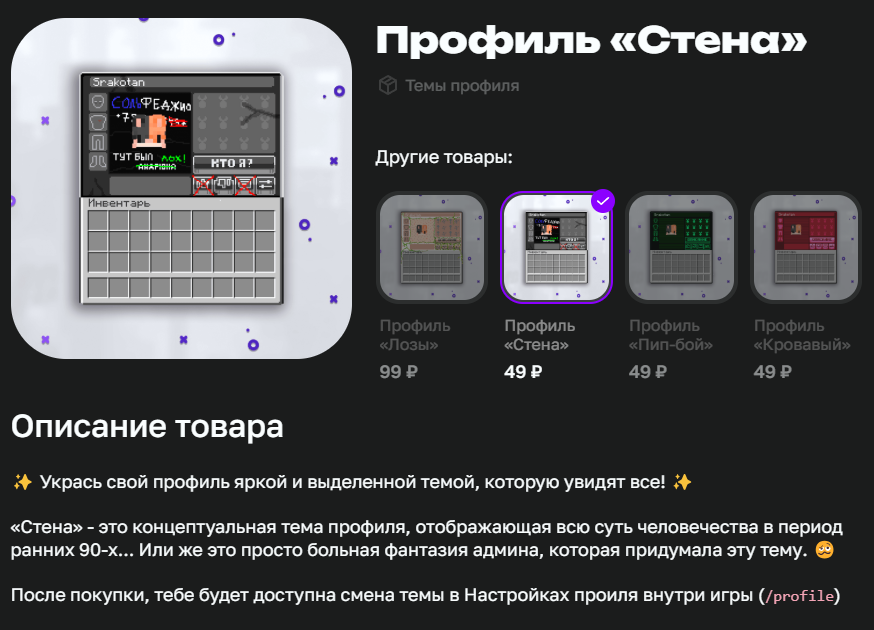 Профиль «Стена»
Темы профиля
Другие товары:
Srakotan
СОЛЬФЕДЖИО
+7
ТУТ БЫЛ ЛОХ!
КТО Я?
Инвентарь
Профиль «Лозы»
99 ₽
Профиль «Стена»
49 ₽
Профиль «Пип-бой»
49 ₽
Профиль «Кровавый»
49 ₽
Описание товара
✨ Укрась свой профиль яркой и выделенной темой, которую увидят все! ✨
«Стена» - это концептуальная тема профиля, отображающая всю суть человечества в период
ранних 90-х... Или же это просто больная фантазия админа, которая придумала эту тему. 🥴
После покупки, тебе будет доступна смена темы в Настройках проиля внутри игры (/profile)